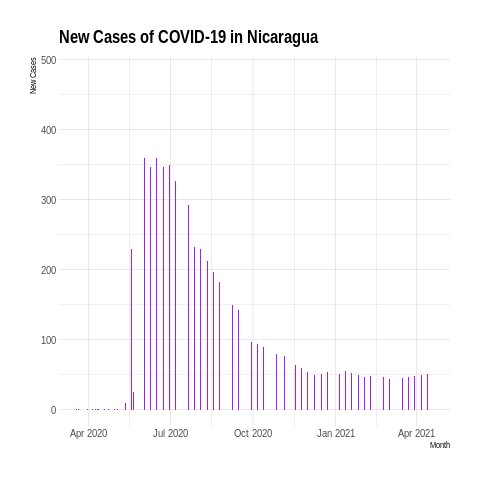 New Cases of COVID-19 in Nicaragua
New Cases
500
400
300
200
100
0
Apr 2020
Jul 2020
Oct 2020
Jan 2021
Apr 2021
Month